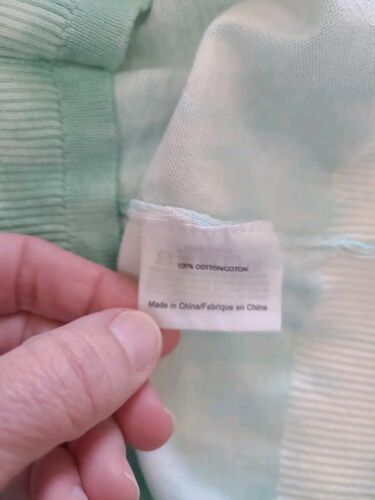 100% COTTON/COTON
Made in China/Fabrique en Chine